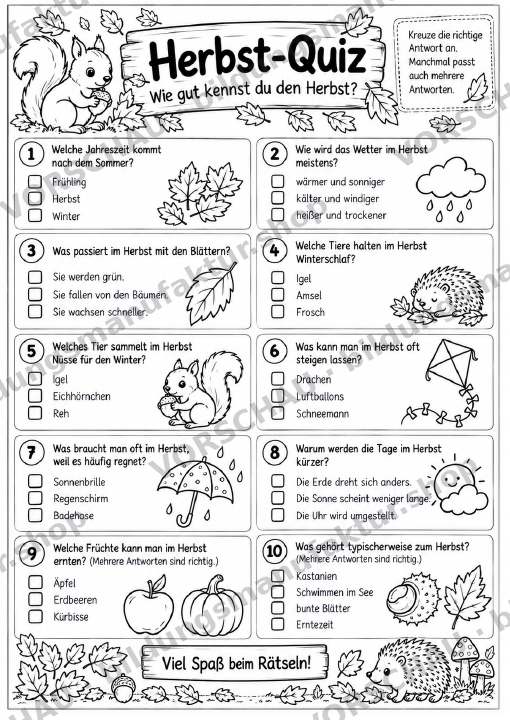 Herbst-Quiz
Wie gut kennst du den Herbst?
Kreuze die richtige
Antwort an.
Manchmal passt
auch mehrere
Antworten.
1
Welche Jahreszeit kommt
nach dem Sommer?
Frühling
Herbst
Winter
2
Wie wird das Wetter im Herbst
meistens?
wärmer und sonniger
kälter und windiger
heißer und trockener
3
Was passiert im Herbst mit den Blättern?
Sie werden grün.
Sie fallen von den Bäumen.
Sie wachsen schneller.
4
Welche Tiere halten im Herbst
Winterschlaf?
Igel
Amsel
Frosch
5
Welches Tier sammelt im Herbst
Nüsse für den Winter?
Igel
Eichhörnchen
Reh
6
Was kann man im Herbst oft
steigen lassen?
Drachen
Luftballons
Schneemann
7
Was braucht man oft im Herbst,
weil es häufig regnet?
Sonnenbrille
Regenschirm
Badehose
8
Warum werden die Tage im Herbst
kürzer?
Die Erde dreht sich anders.
Die Sonne scheint weniger lange.
Die Uhr wird umgestellt.
9
Welche Früchte kann man im Herbst
ernten? (Mehrere Antworten sind richtig.)
Äpfel
Erdbeeren
Kürbisse
10
Was gehört typischerweise zum Herbst?
(Mehrere Antworten sind richtig.)
Kastanien
Schwimmen im See
bunte Blätter
Erntezeit
Viel Spaß beim Rätseln!
VORSCHAU · bildungsmanufaktur.shop